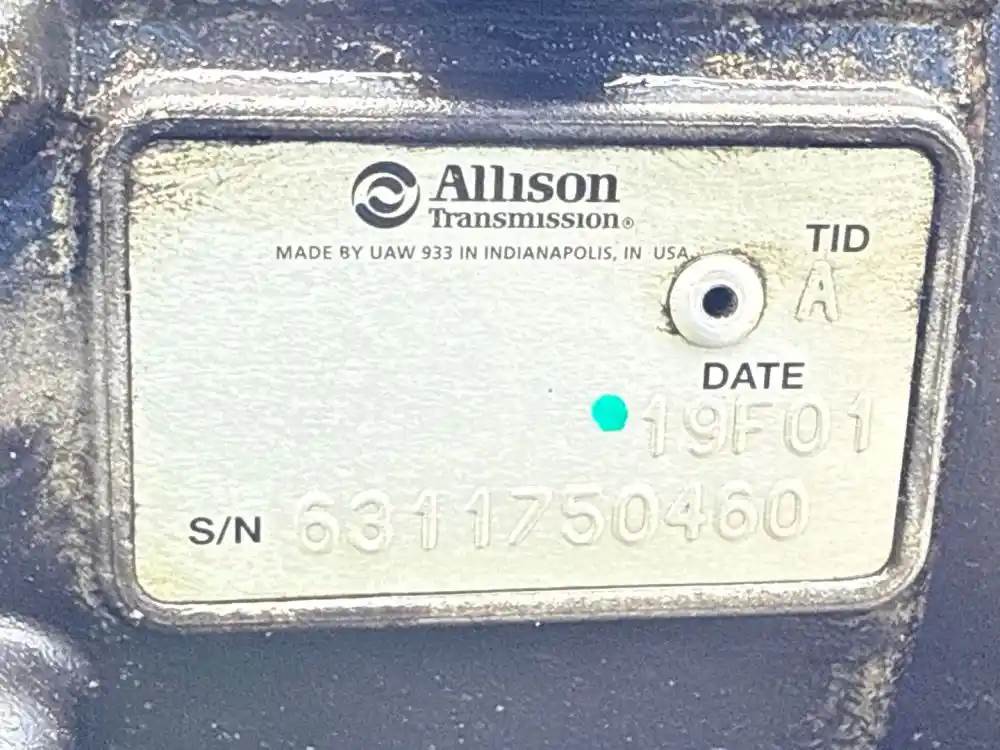 Allison
Transmission®
MADE BY UAW 933 IN INDIANAPOLIS, IN USA
TID
A
DATE
19F01
S/N 6311750460